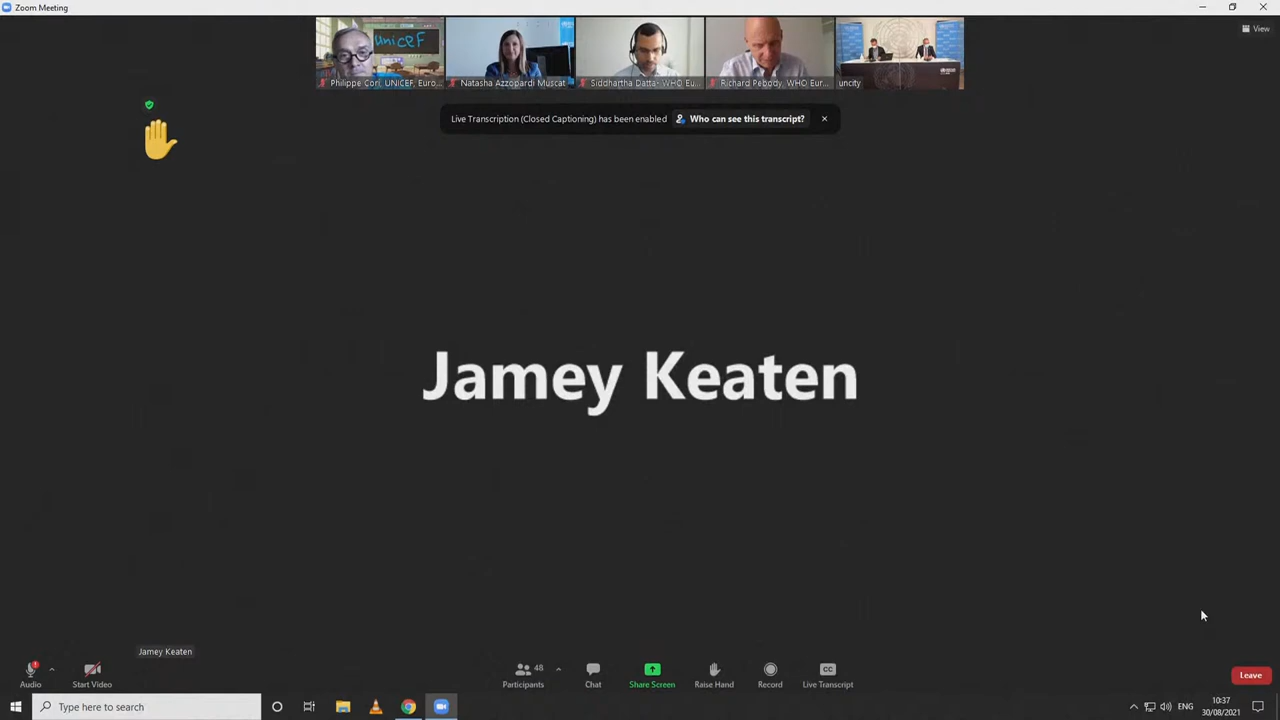 Zoom Meeting
unicef
Philippe Cori, UNICEF, Euro...
Natasha Azzopardi Muscat
Siddhartha Datta- WHO Eu...
Richard Pebody, WHO Eur...
uncity
View
Live Transcription (Closed Captioning) has been enabled
Who can see this transcript?
Jamey Keaten
Jamey Keaten
Audio
Start Video
Participants
48
Chat
Share Screen
Raise Hand
Record
CC
Live Transcript
Leave
Type here to search
ENG
10:37
30/08/2021